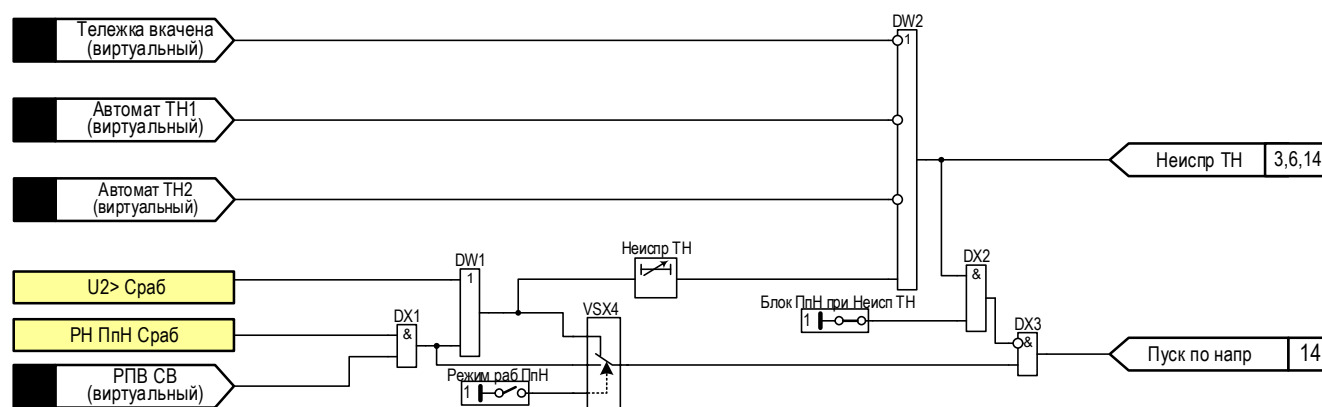 Тележка вкачена
(виртуальный)
DW2
1
Автомат ТН1
(виртуальный)
Неиспр ТН
3,6,14
Автомат ТН2
(виртуальный)
Неиспр ТН
DW1
1
DX2
&
U2> Сраб
Блок ПпН при Неисп ТН
1
VSX4
DX1
&
DX3
&
РН ПпН Сраб
Пуск по напр
14
РПВ СВ
(виртуальный)
Режим раб ПпН
1